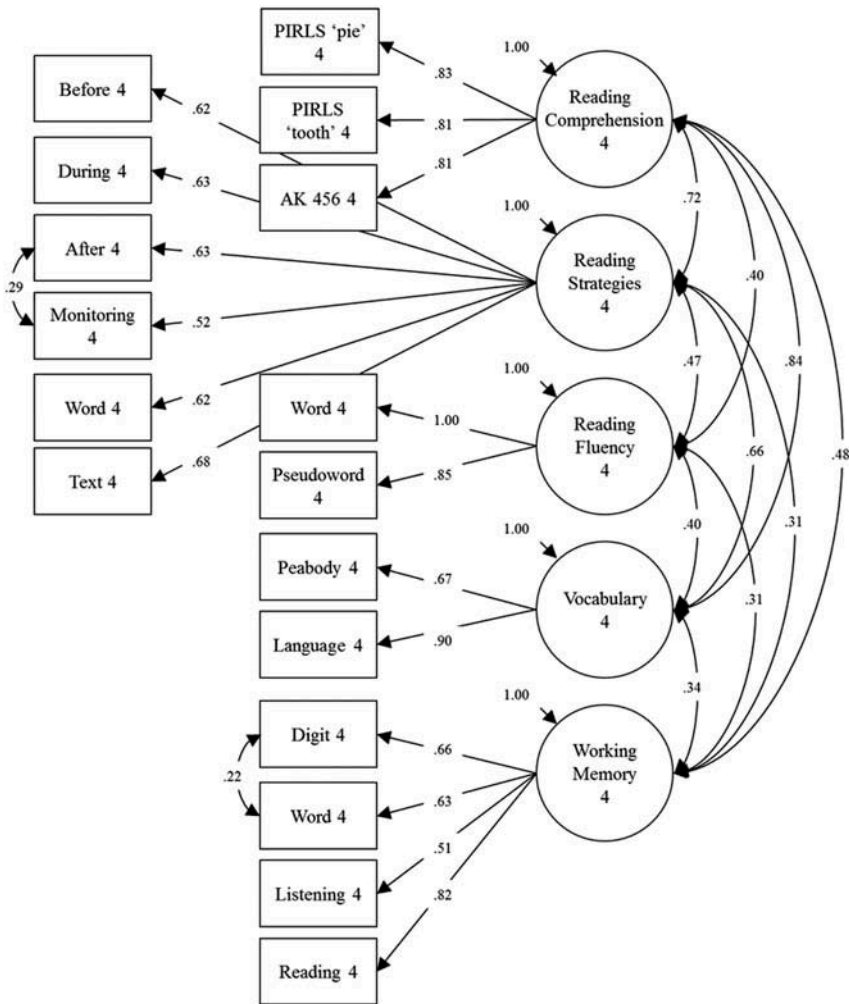 PIRLS ‘pie’
4
1.00
Before 4
.83
Reading
Comprehension
4
.62
PIRLS
‘tooth’ 4
.81
During 4
.81
AK 456 4
.63
.72
1.00
After 4
.63
Reading
Strategies
4
.40
.29
Monitoring
4
.52
.47
.84
1.00
Word 4
.62
Word 4
1.00
Reading
Fluency
4
.66
.48
Text 4
.68
Pseudoword
4
.85
.31
.40
1.00
Peabody 4
.67
Vocabulary
4
.31
Language 4
.90
.34
1.00
Digit 4
.66
Working
Memory
4
.22
Word 4
.63
.51
Listening 4
.82
Reading 4